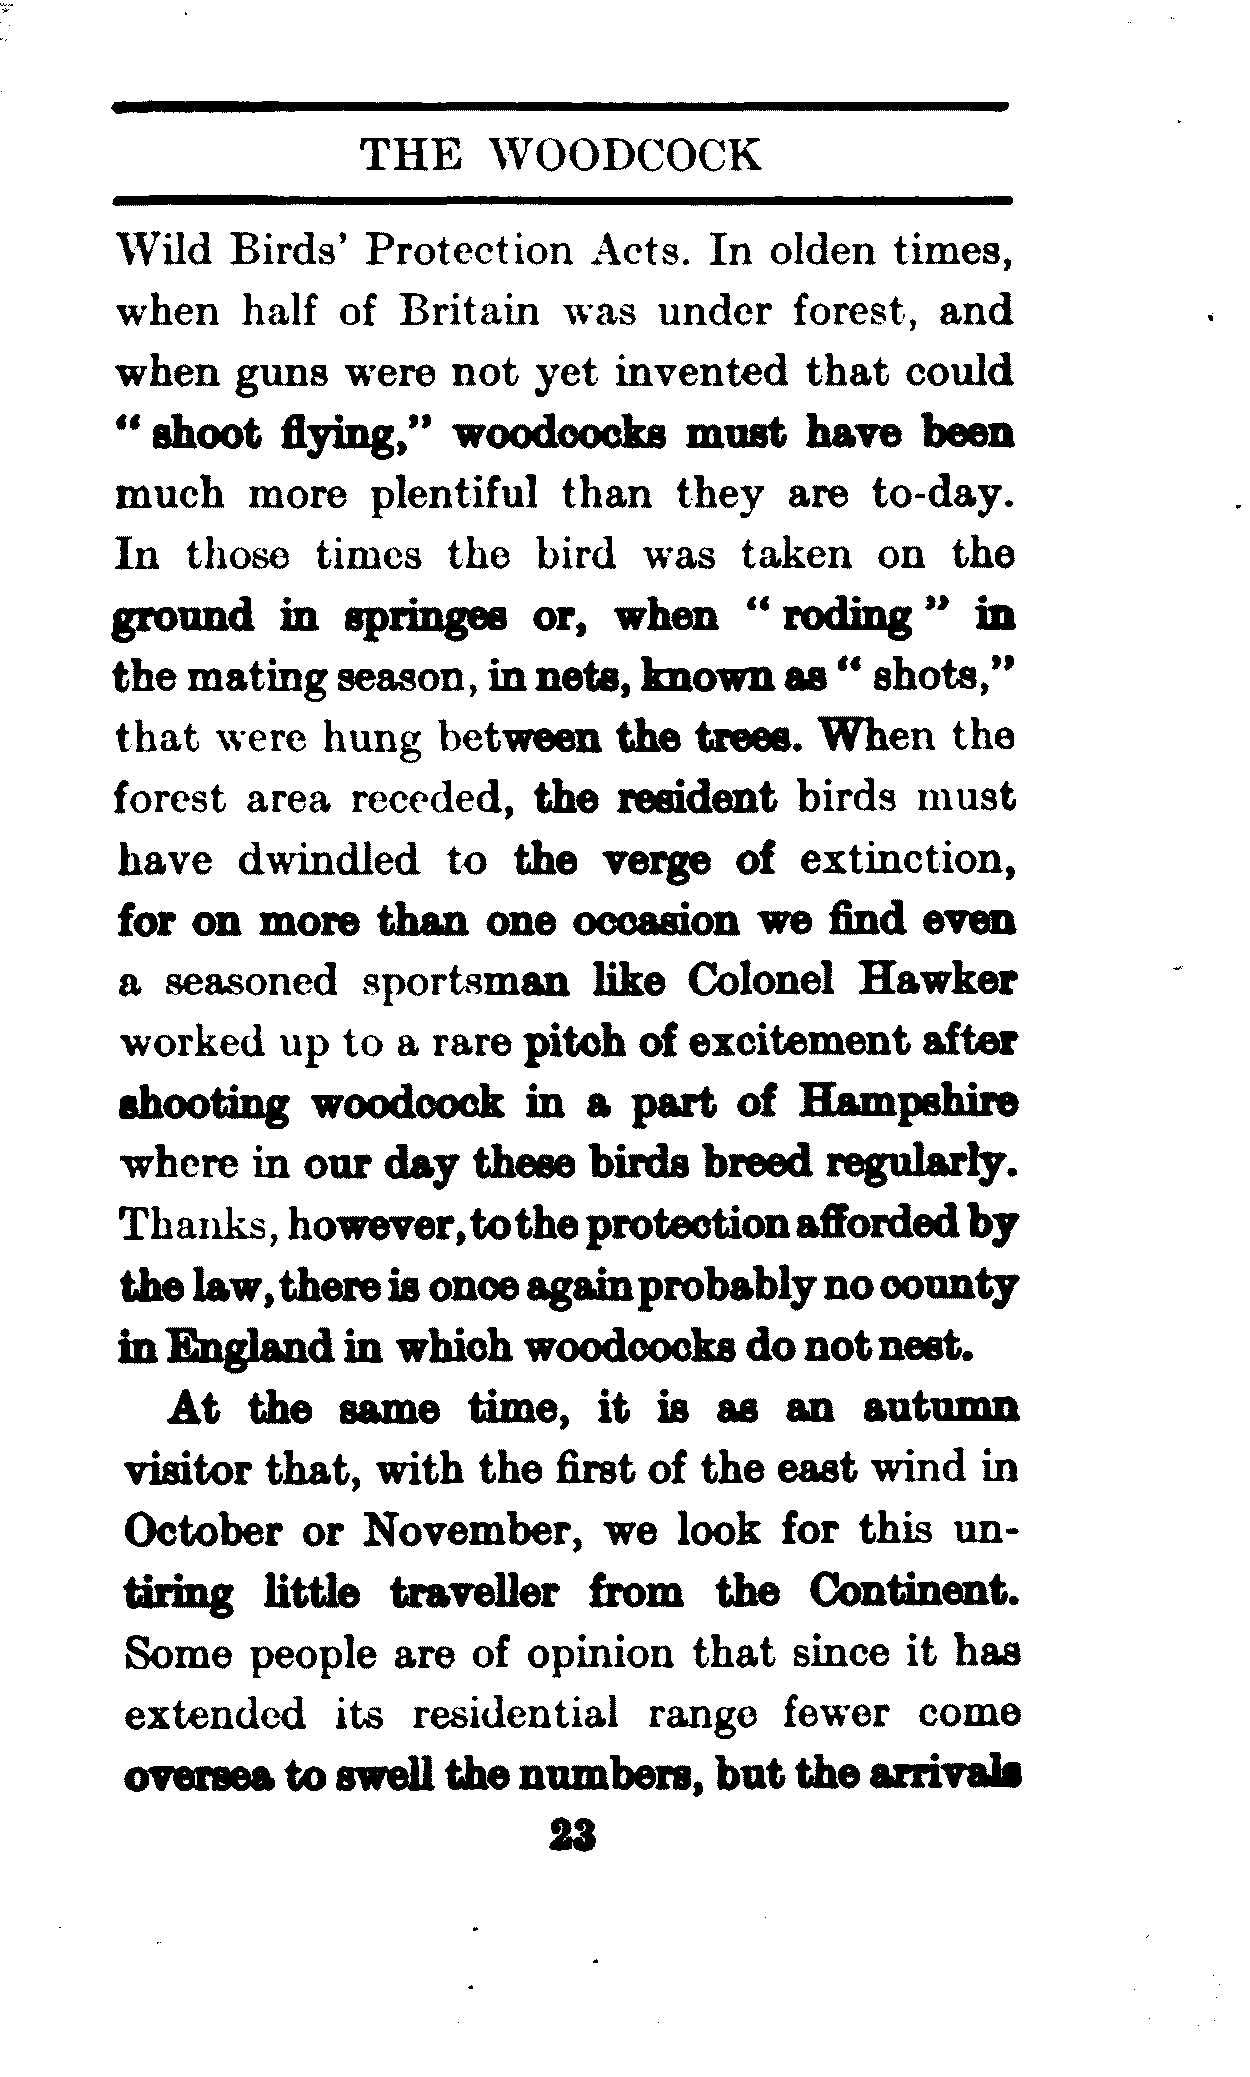 THE WOODCOCK
Wild Birds' Protection Acts. In olden times,
when half of Britain was under forest, and
when guns were not yet invented that could
" shoot flying," woodcocks must have been
much more plentiful than they are to-day.
In those times the bird was taken on the
ground in springes or, when " roding " in
the mating season, in nets, known as " shots,"
that were hung between the trees. When the
forest area receded, the resident birds must
have dwindled to the verge of extinction,
for on more than one occasion we find even
a seasoned sportsman like Colonel Hawker
worked up to a rare pitch of excitement after
shooting woodcock in a part of Hampshire
where in our day these birds breed regularly.
Thanks, however, to the protection afforded by
the law, there is once again probably no county
in England in which woodcocks do not nest.
At the same time, it is as an autumn
visitor that, with the first of the east wind in
October or November, we look for this un-
tiring little traveller from the Continent.
Some people are of opinion that since it has
extended its residential range fewer come
oversea to swell the numbers, but the arrivals
23